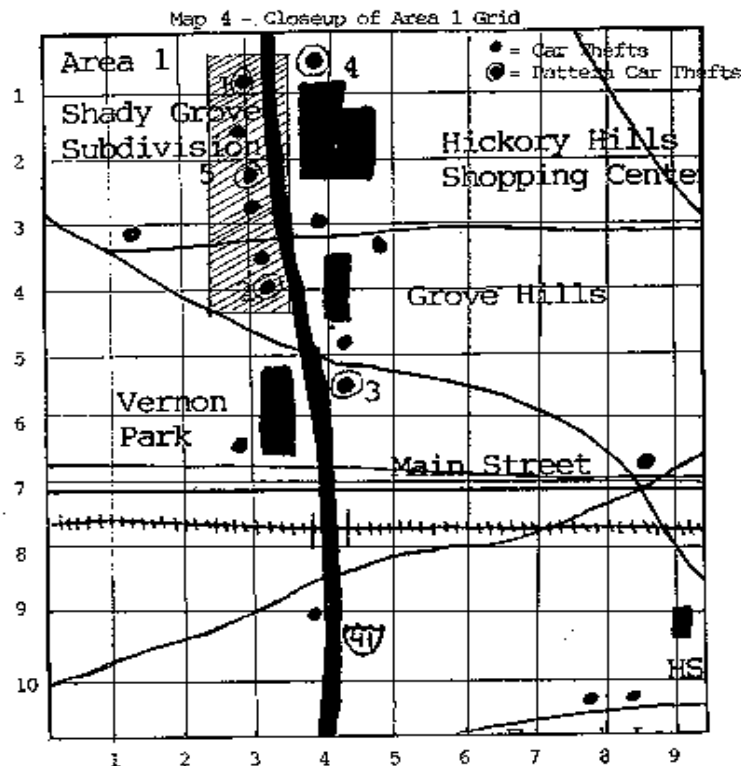 Map 4 - Closeup of Area 1 Grid
Area 1
4
= Car Thefts
= Pattern Car Thefts
1
1
Shady Grove
Subdivision
Hickory Hills
Shopping Cente
2
5
3
4
Grove Hills
5
3
Vernon
Park
6
Main Street
7
8
9
41
HS
10
1 2 3 4 5 6 7 8 9